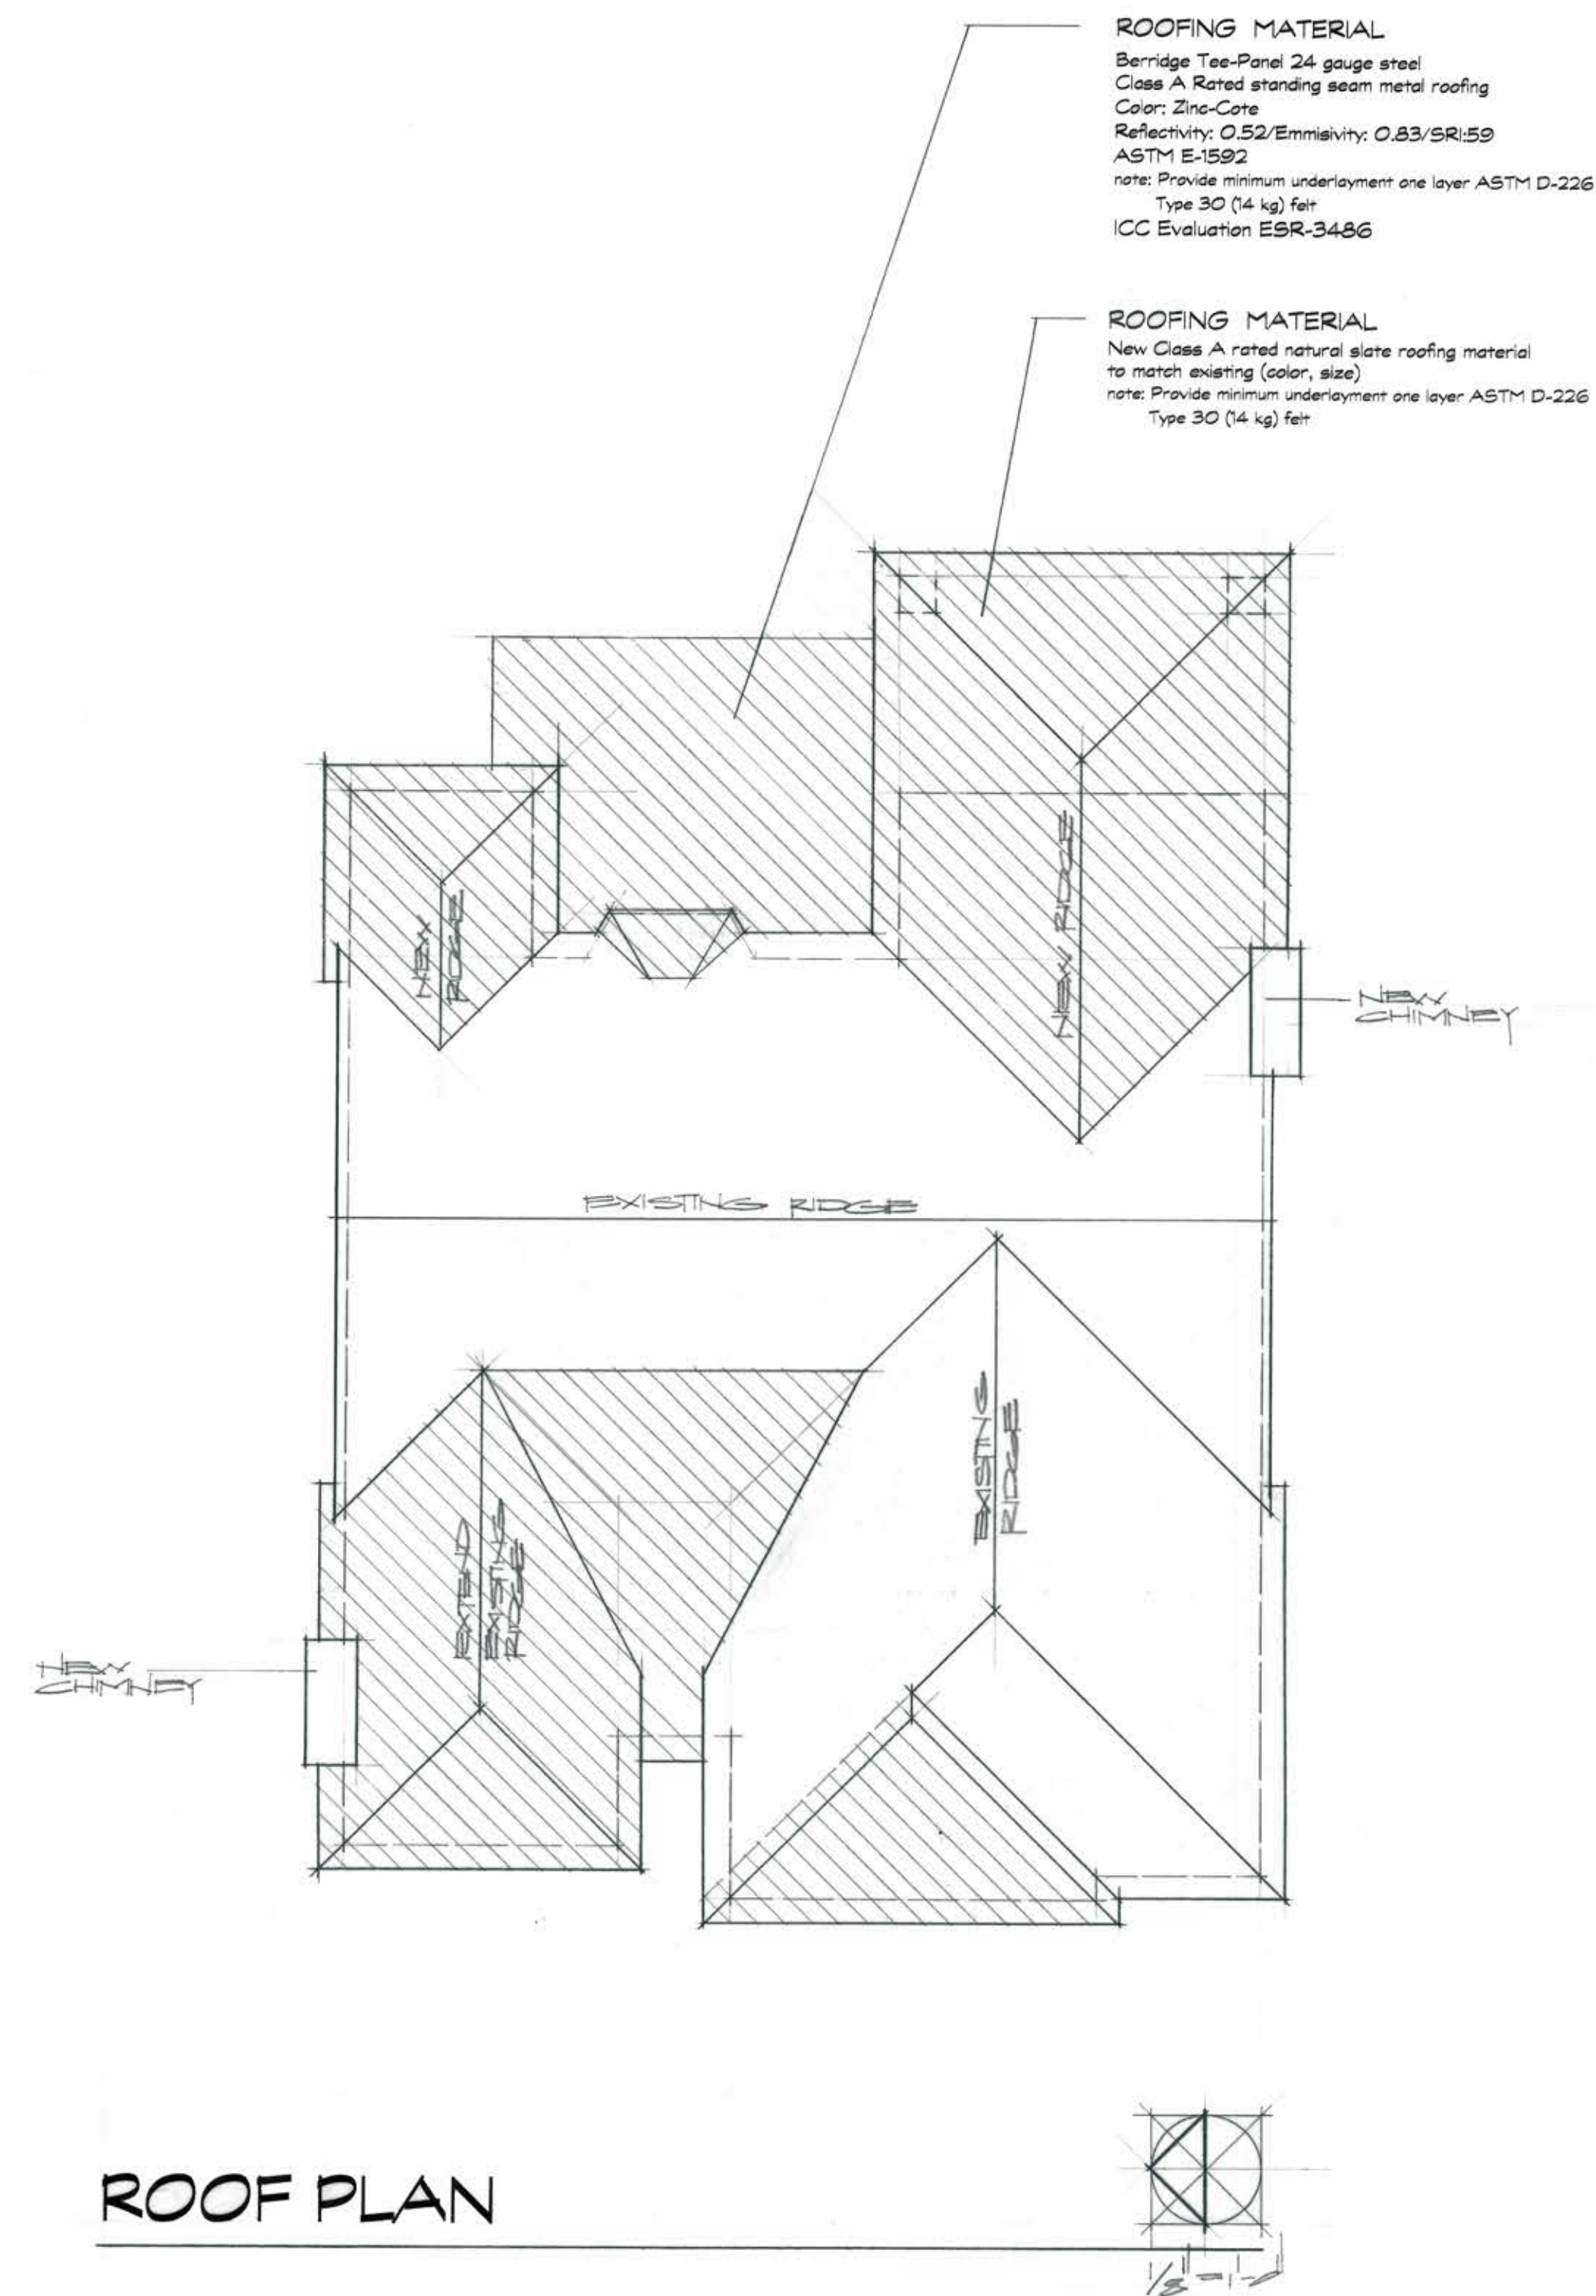 ROOFING MATERIAL
Berridge Tee-Panel 24 gauge steel
Class A Rated standing seam metal roofing
Color: Zinc-Cote
Reflectivity: 0.52/Emmisivity: 0.83/SRI:59
ASTM E-1592
note: Provide minimum underlayment one layer ASTM D-226
Type 30 (14 kg) felt
ICC Evaluation ESR-3486
ROOFING MATERIAL
New Class A rated natural slate roofing material
to match existing (color, size)
note: Provide minimum underlayment one layer ASTM D-226
Type 30 (14 kg) felt
NEW
RIDGE
NEW RIDGE
NEW
CHIMNEY
EXISTING RIDGE
EXISTING
RIDGE
EXTEND
EXISTING
RIDGE
NEW
CHIMNEY
ROOF PLAN
1/8"=1'-0"